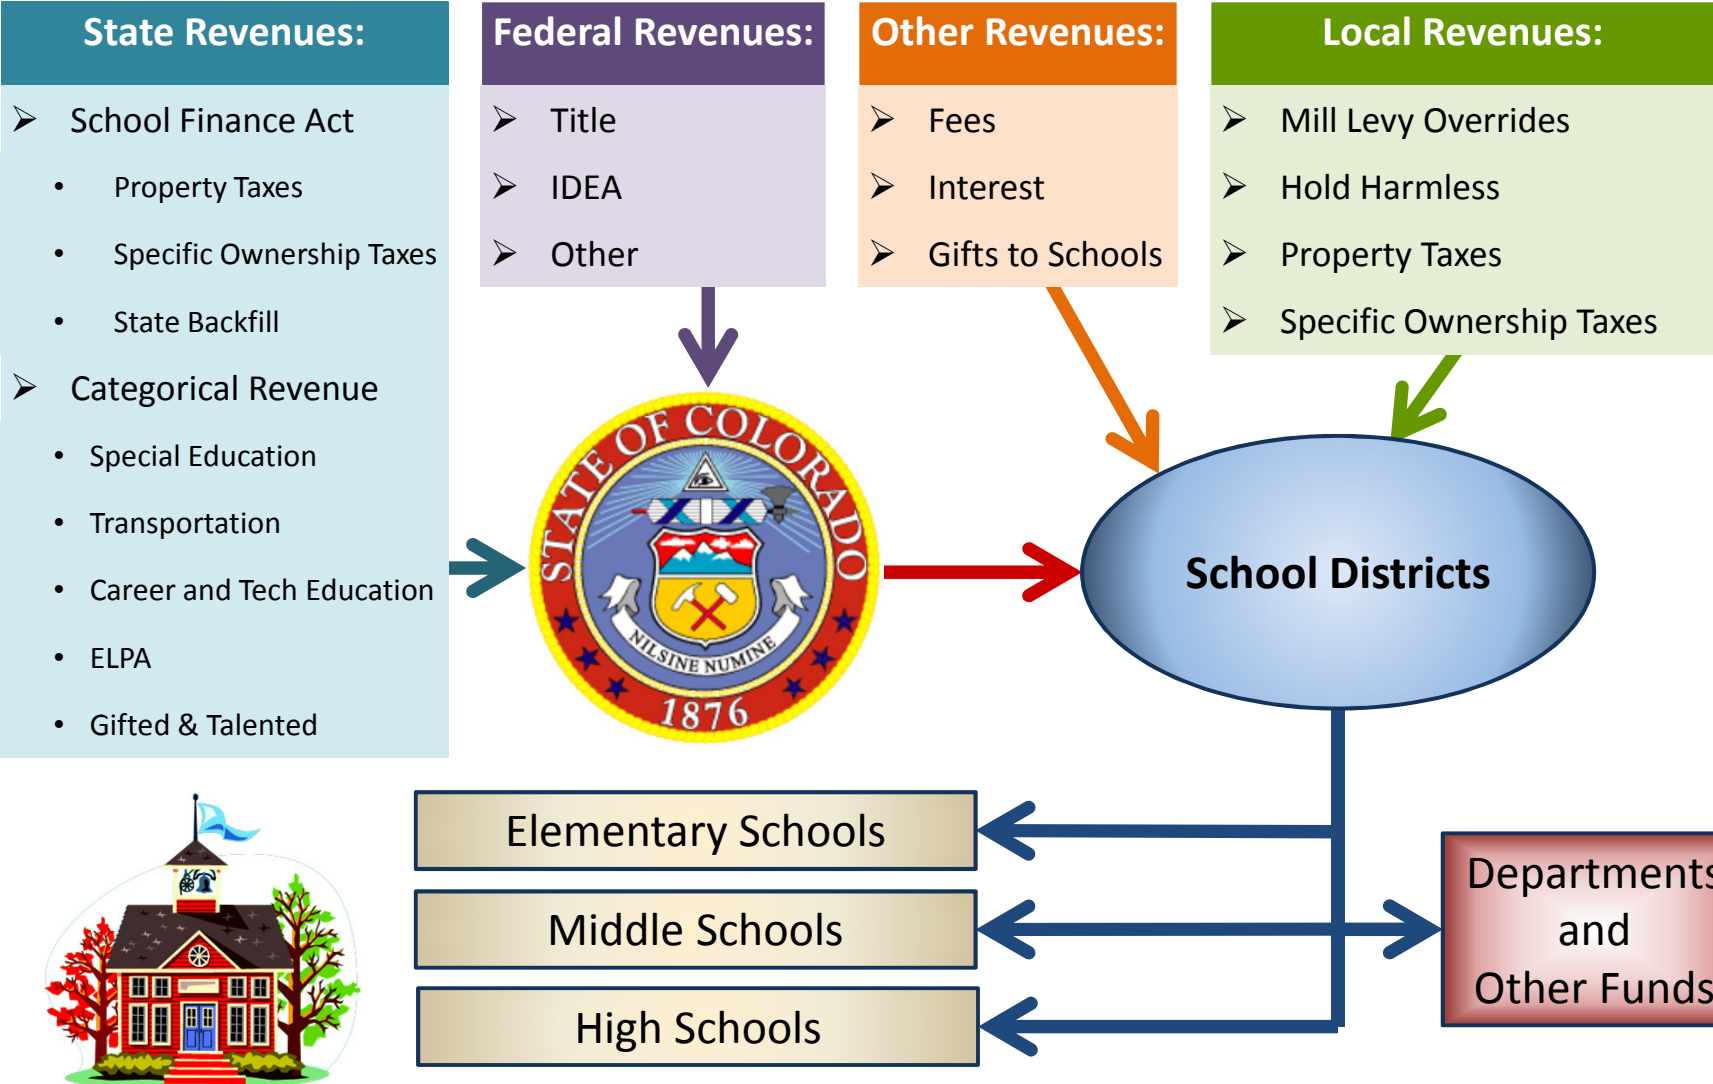 State Revenues:
➢ School Finance Act
• Property Taxes
• Specific Ownership Taxes
• State Backfill
➢ Categorical Revenue
• Special Education
• Transportation
• Career and Tech Education
• ELPA
• Gifted & Talented
Federal Revenues:
➢ Title
➢ IDEA
➢ Other
Other Revenues:
➢ Fees
➢ Interest
➢ Gifts to Schools
Local Revenues:
➢ Mill Levy Overrides
➢ Hold Harmless
➢ Property Taxes
➢ Specific Ownership Taxes
STATE OF COLORADO
NIL SINE NUMINE
1876
School Districts
Elementary Schools
Middle Schools
High Schools
Departments
and
Other Funds